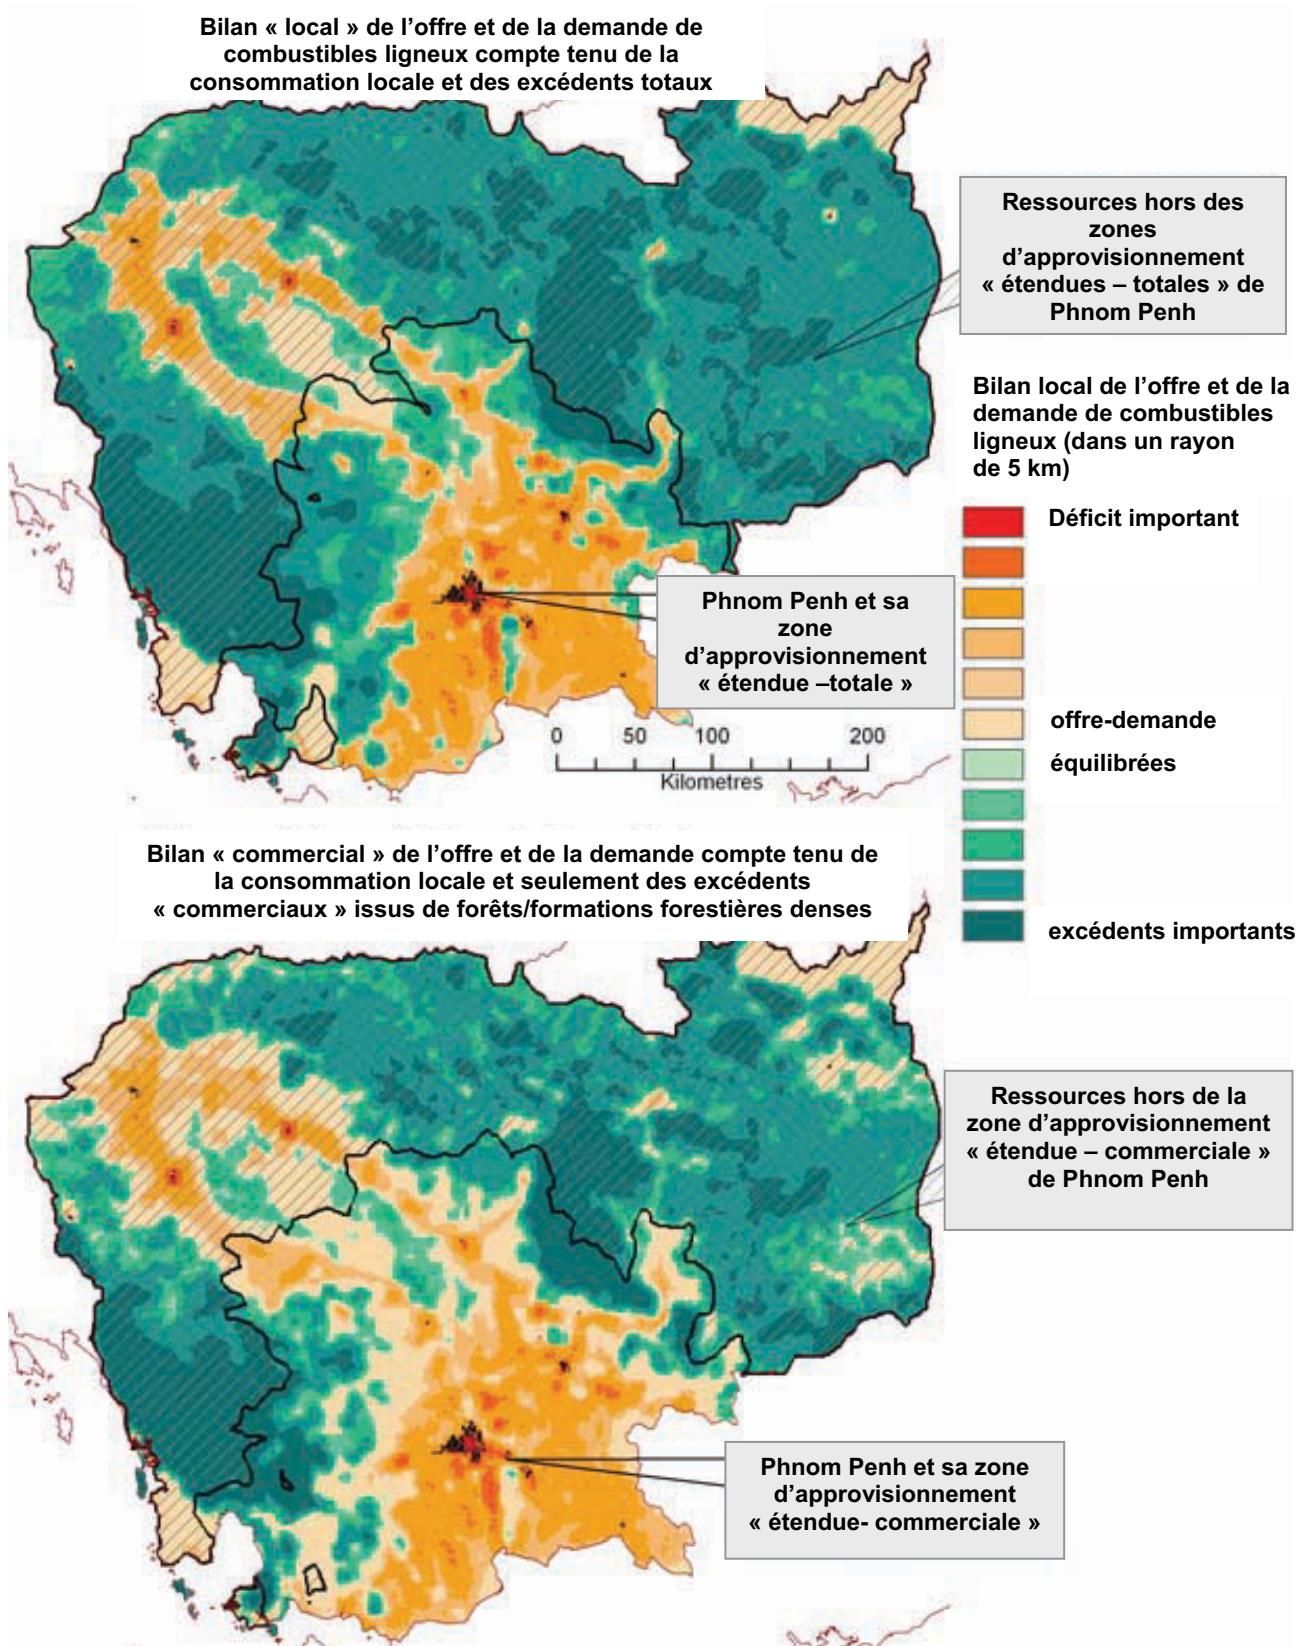 Bilan « local » de l’offre et de la demande de
combustibles ligneux compte tenu de la
consommation locale et des excédents totaux
Ressources hors des
zones
d’approvisionnement
« étendues – totales » de
Phnom Penh
Bilan local de l’offre et de la
demande de combustibles
ligneux (dans un rayon
de 5 km)
Déficit important
offre-demande
équilibrées
excédents importants
Phnom Penh et sa
zone
d’approvisionnement
« étendue –totale »
0 50 100 200
Kilometres
Bilan « commercial » de l’offre et de la demande compte tenu de
la consommation locale et seulement des excédents
« commerciaux » issus de forêts/formations forestières denses
Ressources hors de la
zone d’approvisionnement
« étendue – commerciale »
de Phnom Penh
Phnom Penh et sa zone
d’approvisionnement
« étendue- commerciale »